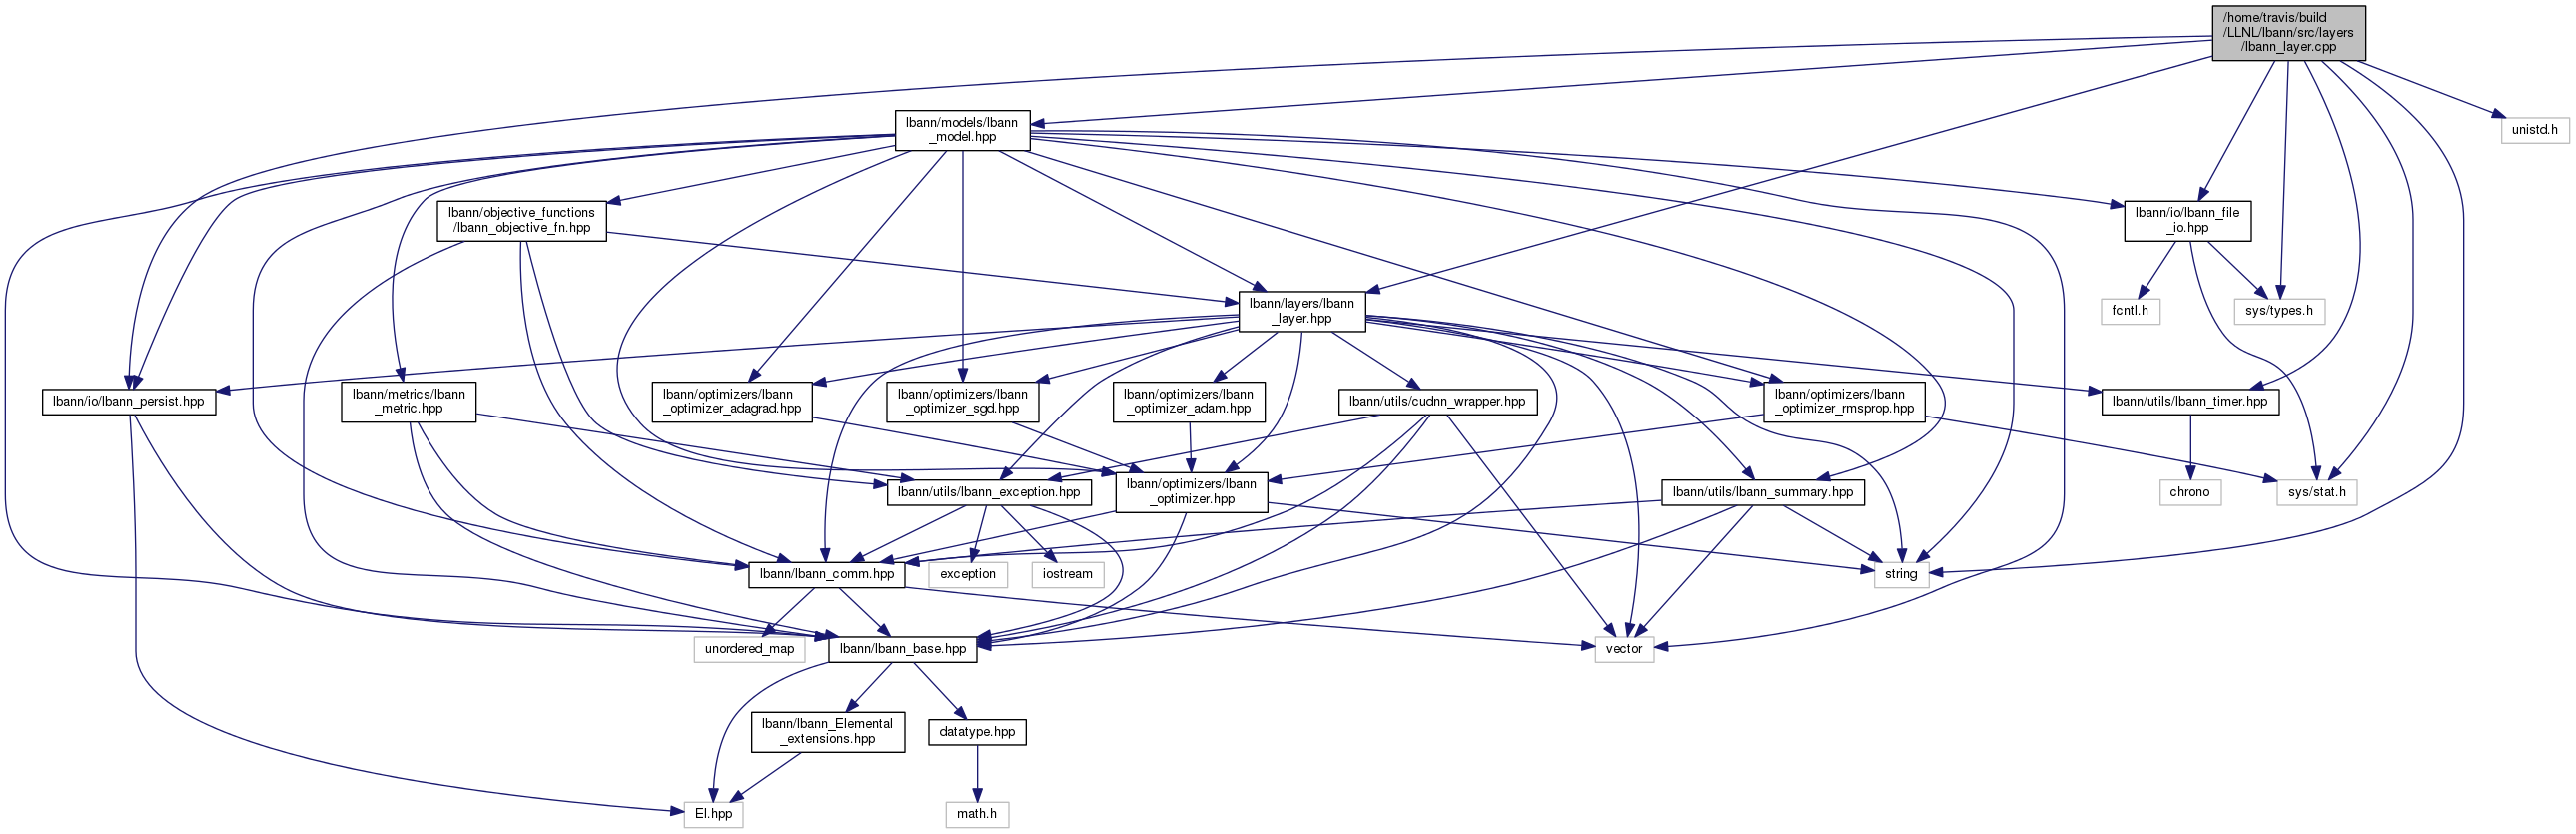 /home/travis/build
/LLNL/lbann/src/layers
/lbann_layer.cpp
lbann/models/lbann
_model.hpp
unistd.h
lbann/objective_functions
/lbann_objective_fn.hpp
lbann/io/lbann_file
_io.hpp
lbann/layers/lbann
_layer.hpp
fcntl.h
sys/types.h
lbann/io/lbann_persist.hpp
lbann/metrics/lbann
_metric.hpp
lbann/optimizers/lbann
_optimizer_adagrad.hpp
lbann/optimizers/lbann
_optimizer_sgd.hpp
lbann/optimizers/lbann
_optimizer_adam.hpp
lbann/utils/cudnn_wrapper.hpp
lbann/optimizers/lbann
_optimizer_rmsprop.hpp
lbann/utils/lbann_timer.hpp
lbann/utils/lbann_exception.hpp
lbann/optimizers/lbann
_optimizer.hpp
lbann/utils/lbann_summary.hpp
chrono
sys/stat.h
lbann/lbann_comm.hpp
exception
iostream
string
unordered_map
lbann/lbann_base.hpp
vector
lbann/lbann_Elemental
_extensions.hpp
datatype.hpp
El.hpp
math.h